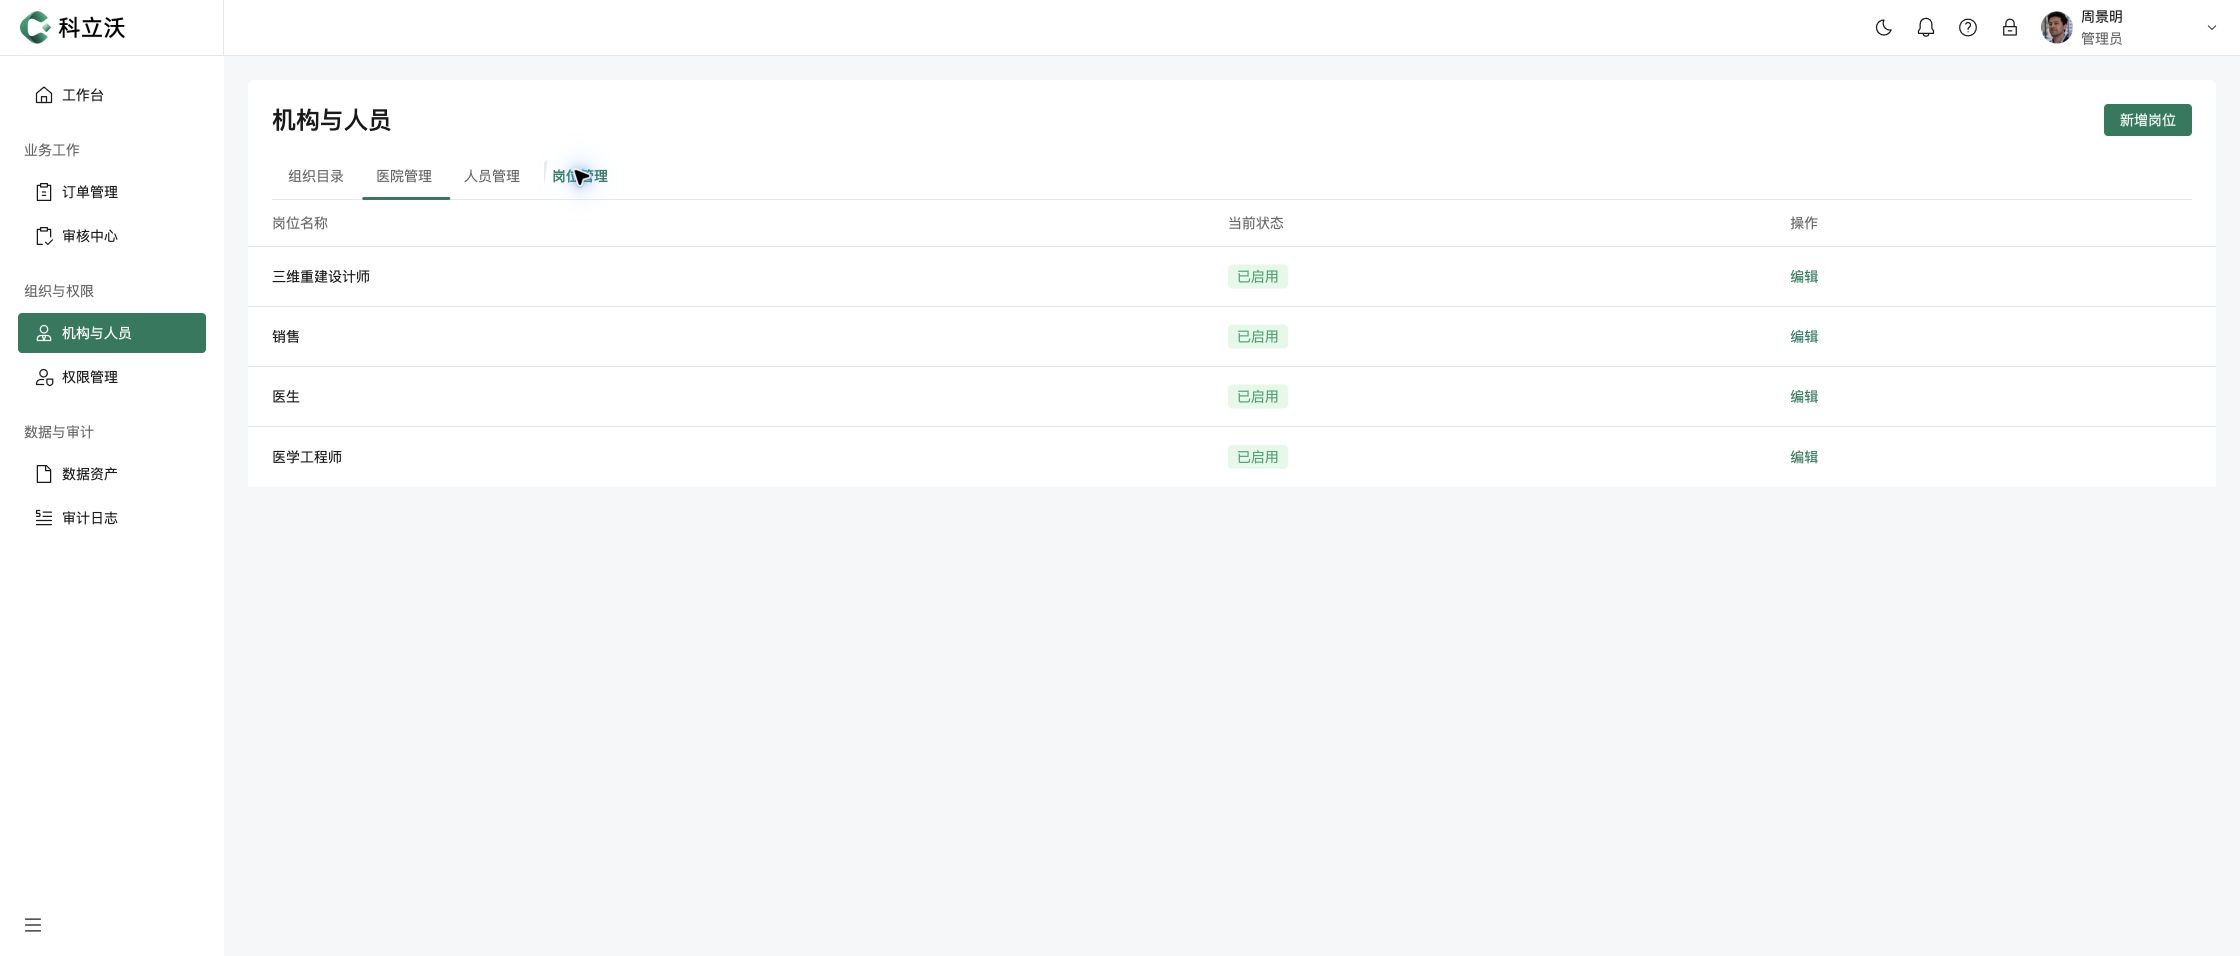 科立沃
周景明
管理员
工作台
业务工作
订单管理
审核中心
组织与权限
机构与人员
权限管理
数据与审计
数据资产
审计日志
机构与人员
新增岗位
组织目录 医院管理 人员管理 岗位管理
岗位名称 当前状态 操作
三维重建设计师 已启用 编辑
销售 已启用 编辑
医生 已启用 编辑
医学工程师 已启用 编辑